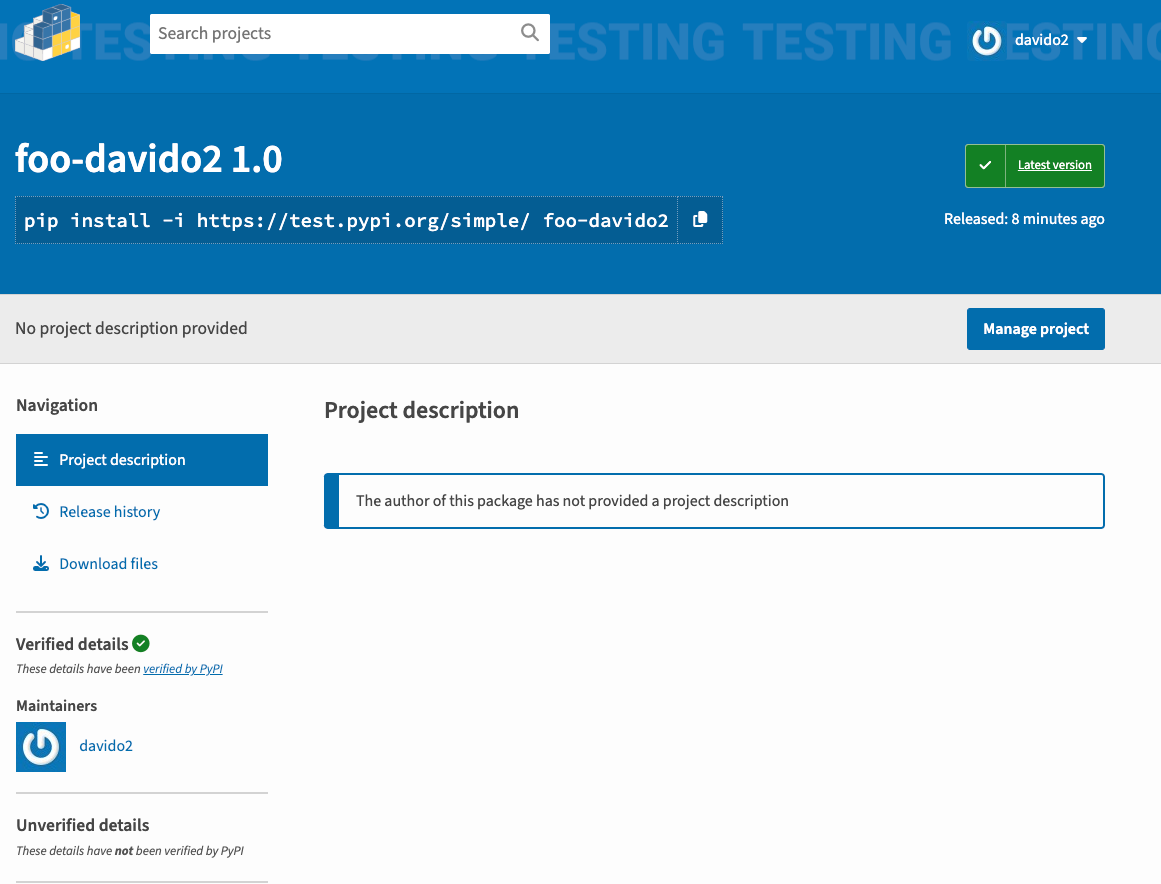 TESTING TESTING TESTING TESTING TESTING TESTING
Search projects
davido2
foo-davido2 1.0
Latest version
pip install -i https://test.pypi.org/simple/ foo-davido2
Released: 8 minutes ago
No project description provided
Manage project
Navigation
Project description
Release history
Download files
Verified details
These details have been verified by PyPI
Maintainers
davido2
Unverified details
These details have not been verified by PyPI
Project description
The author of this package has not provided a project description